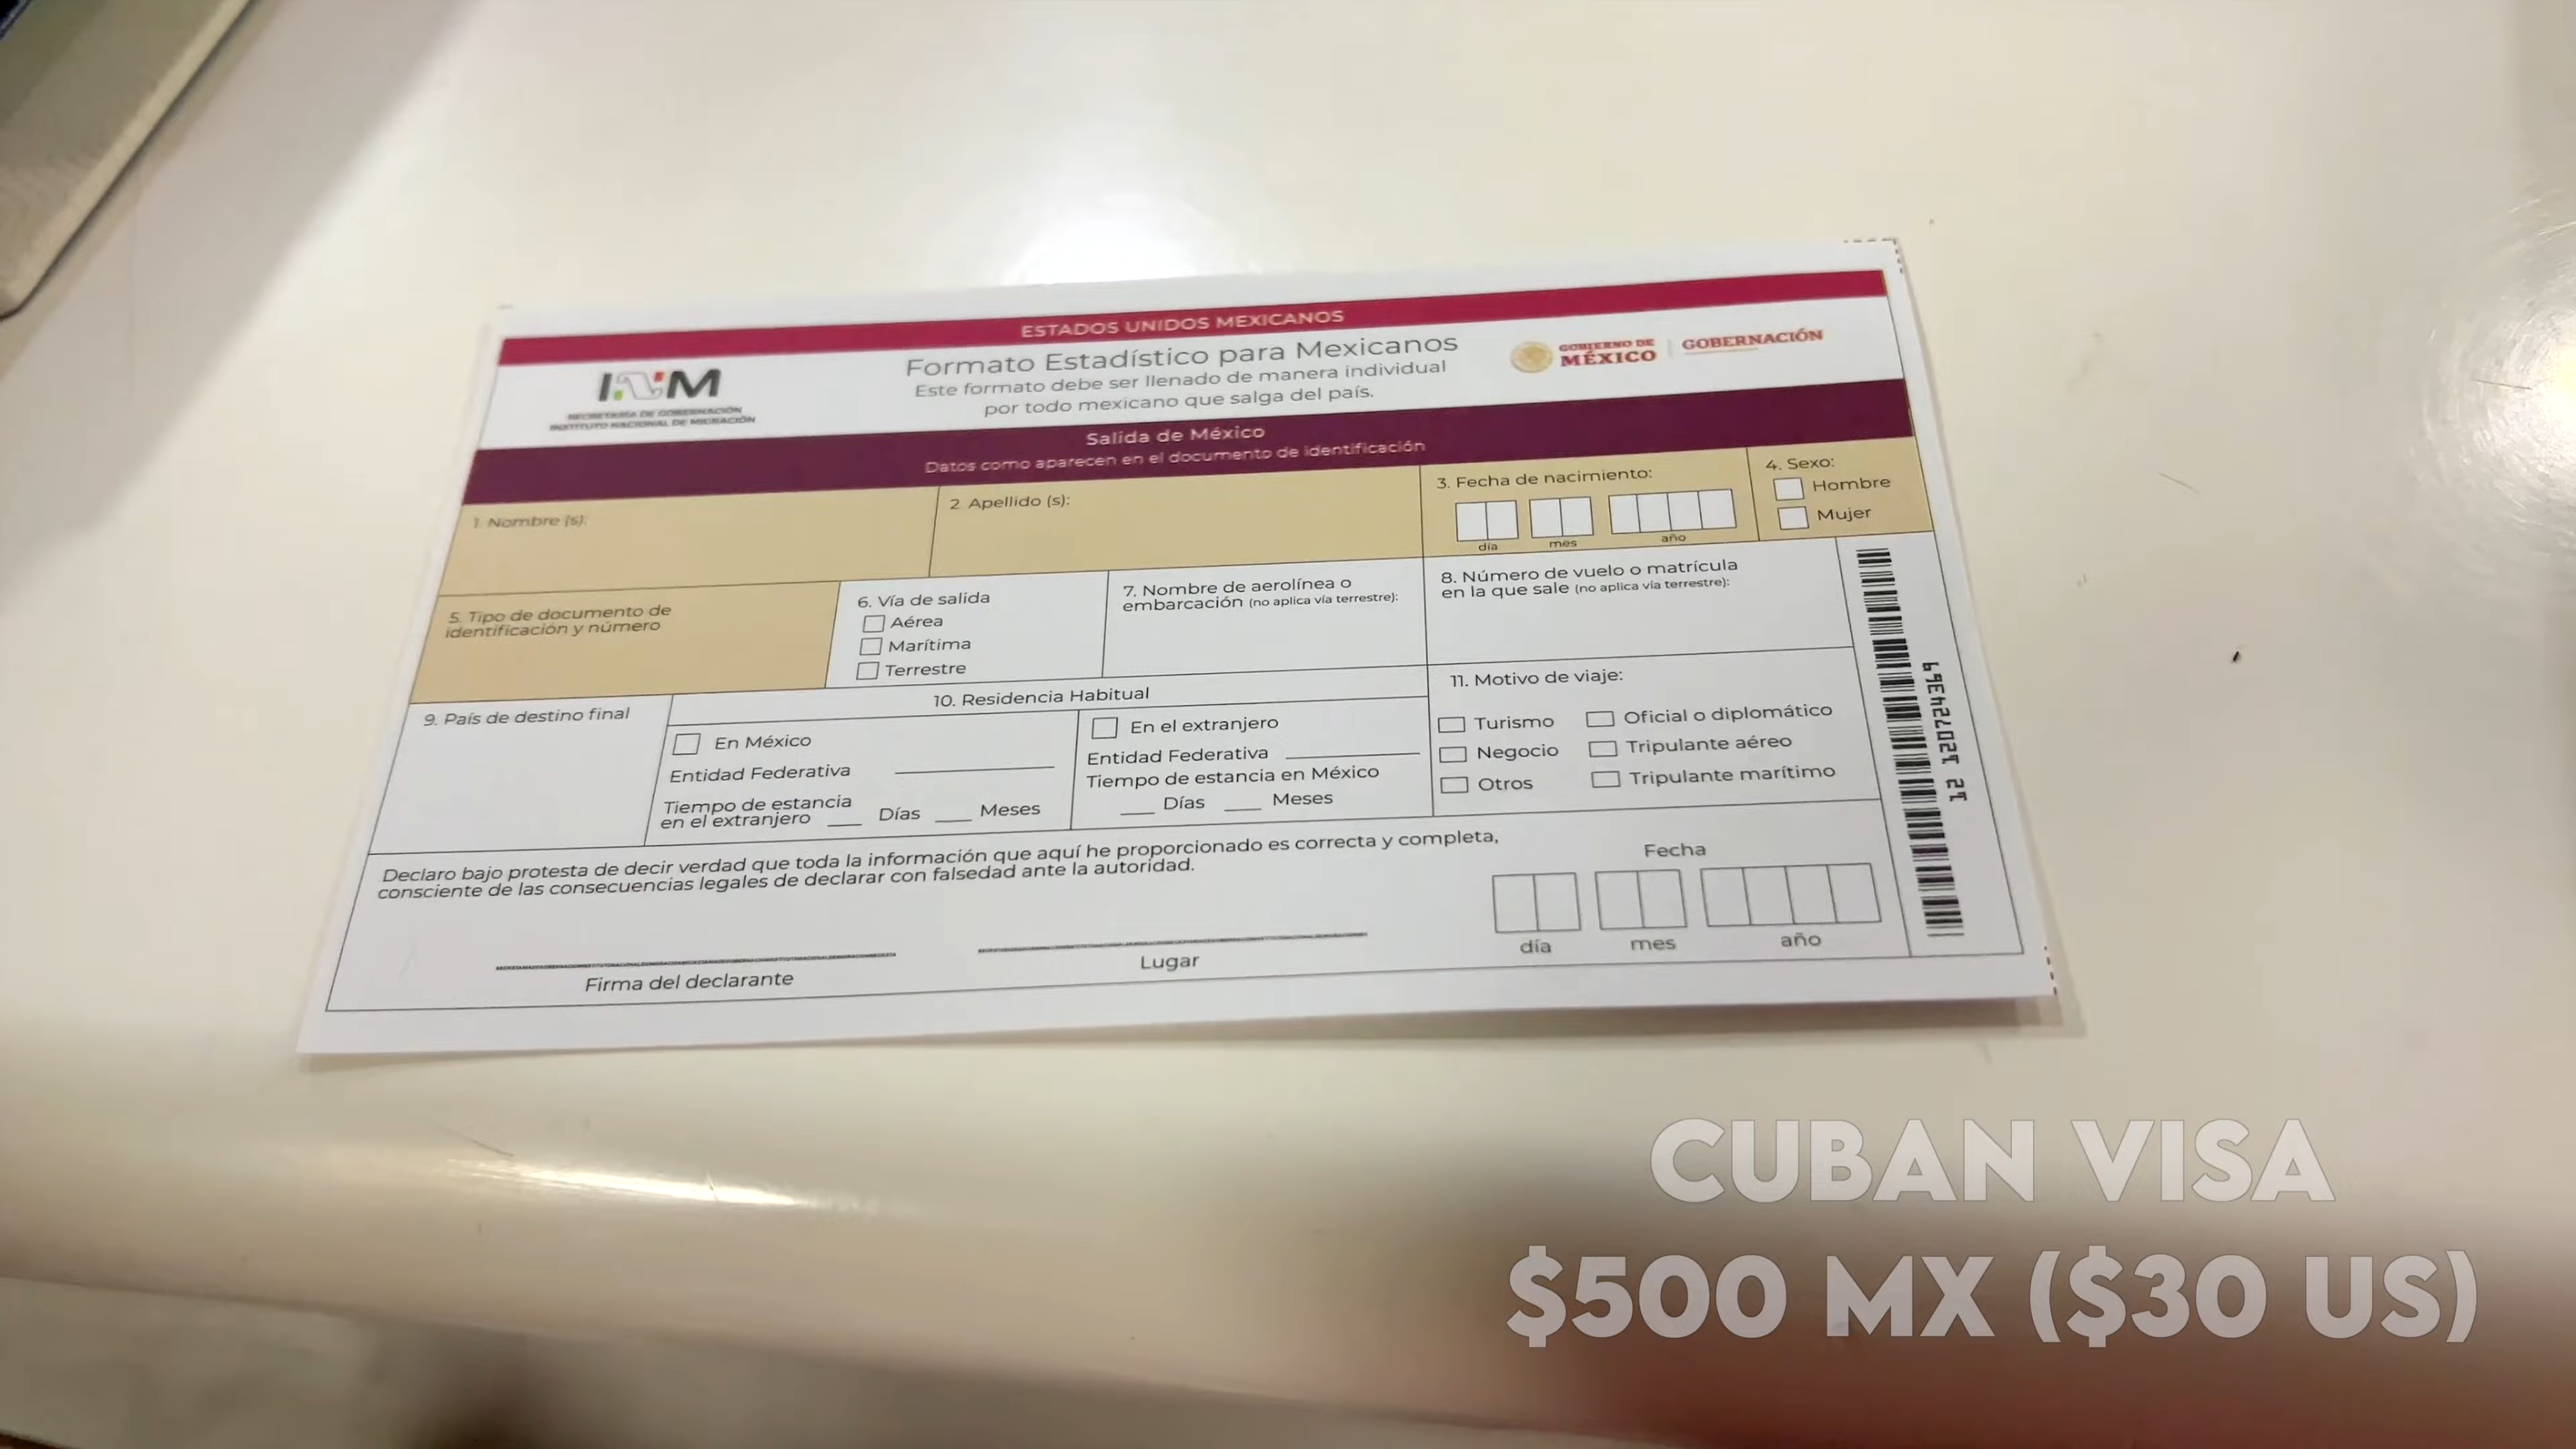 ESTADOS UNIDOS MEXICANOS
INM
SECRETARÍA DE GOBERNACIÓN
INSTITUTO NACIONAL DE MIGRACIÓN
Formato Estadístico para Mexicanos
Este formato debe ser llenado de manera individual
por todo mexicano que salga del país.
GOBIERNO DE
MÉXICO
GOBERNACIÓN
Salida de México
Datos como aparecen en el documento de identificación
1. Nombre (s):
2. Apellido (s):
3. Fecha de nacimiento:
día mes año
4. Sexo:
Hombre
Mujer
5. Tipo de documento de
identificación y número
6. Vía de salida
Aérea
Marítima
Terrestre
7. Nombre de aerolínea o
embarcación (no aplica vía terrestre):
8. Número de vuelo o matrícula
en la que sale (no aplica vía terrestre):
9. País de destino final
10. Residencia Habitual
En México
Entidad Federativa
Tiempo de estancia
en el extranjero ___ Días ___ Meses
En el extranjero
Entidad Federativa
Tiempo de estancia en México
___ Días ___ Meses
11. Motivo de viaje:
Turismo
Oficial o diplomático
Negocio
Tripulante aéreo
Otros
Tripulante marítimo
Declaro bajo protesta de decir verdad que toda la información que aquí he proporcionado es correcta y completa,
consciente de las consecuencias legales de declarar con falsedad ante la autoridad.
Firma del declarante
Lugar
Fecha
día mes año
CUBAN VISA
$500 MX ($30 US)